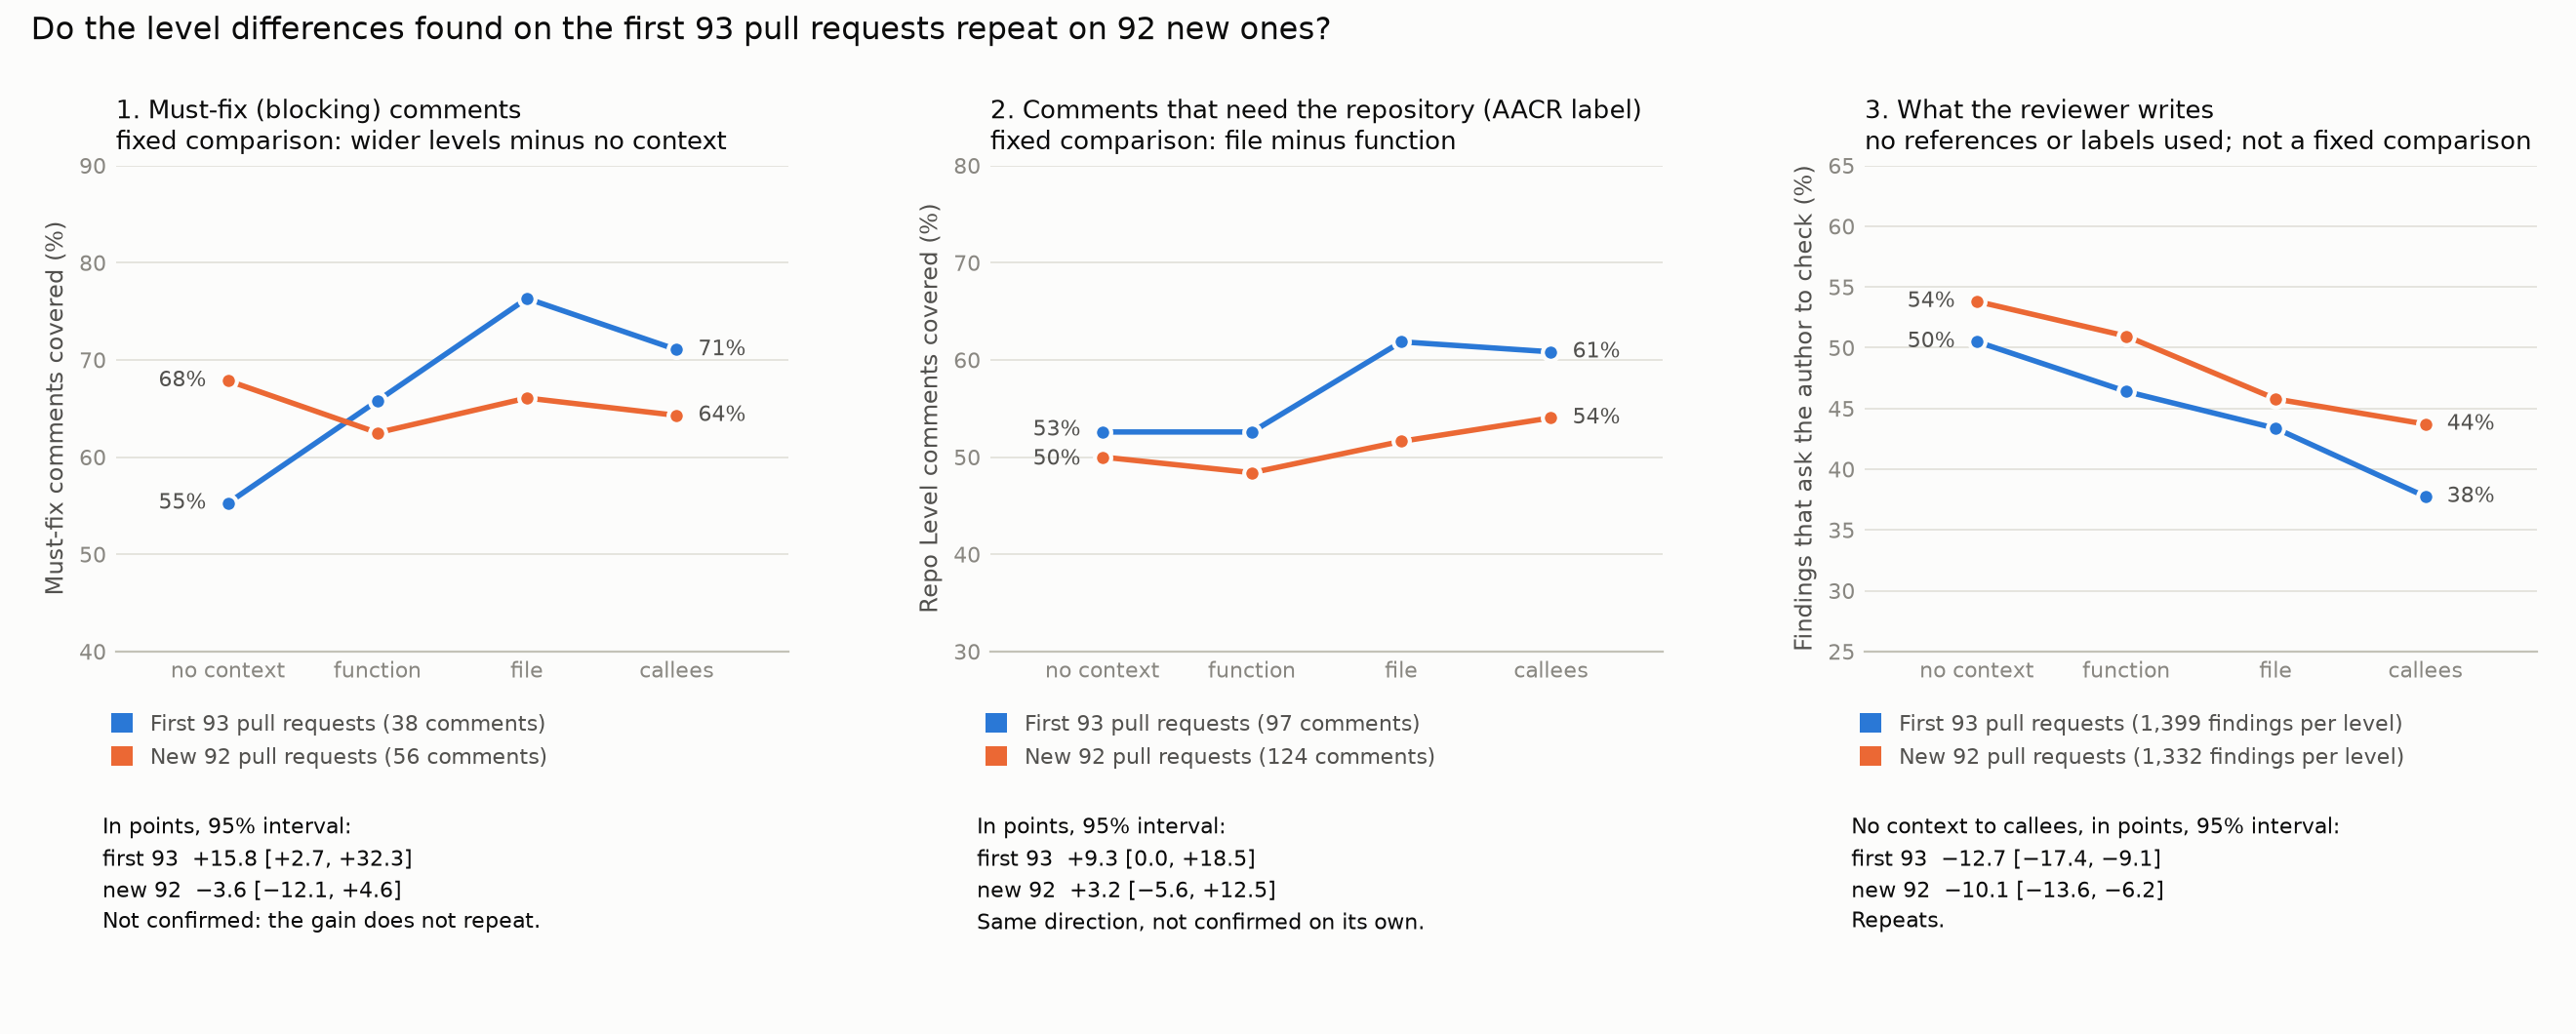 Do the level differences found on the first 93 pull requests repeat on 92 new ones?
1. Must-fix (blocking) comments
fixed comparison: wider levels minus no context
Must-fix comments covered (%)
90
80
70
60
50
40
68%
55%
71%
64%
no context
function
file
callees
First 93 pull requests (38 comments)
New 92 pull requests (56 comments)
In points, 95% interval:
first 93 +15.8 [+2.7, +32.3]
new 92 −3.6 [−12.1, +4.6]
Not confirmed: the gain does not repeat.
2. Comments that need the repository (AACR label)
fixed comparison: file minus function
Repo Level comments covered (%)
80
70
60
50
40
30
53%
50%
61%
54%
no context
function
file
callees
First 93 pull requests (97 comments)
New 92 pull requests (124 comments)
In points, 95% interval:
first 93 +9.3 [0.0, +18.5]
new 92 +3.2 [−5.6, +12.5]
Same direction, not confirmed on its own.
3. What the reviewer writes
no references or labels used; not a fixed comparison
Findings that ask the author to check (%)
65
60
55
50
45
40
35
30
25
54%
50%
44%
38%
no context
function
file
callees
First 93 pull requests (1,399 findings per level)
New 92 pull requests (1,332 findings per level)
No context to callees, in points, 95% interval:
first 93 −12.7 [−17.4, −9.1]
new 92 −10.1 [−13.6, −6.2]
Repeats.